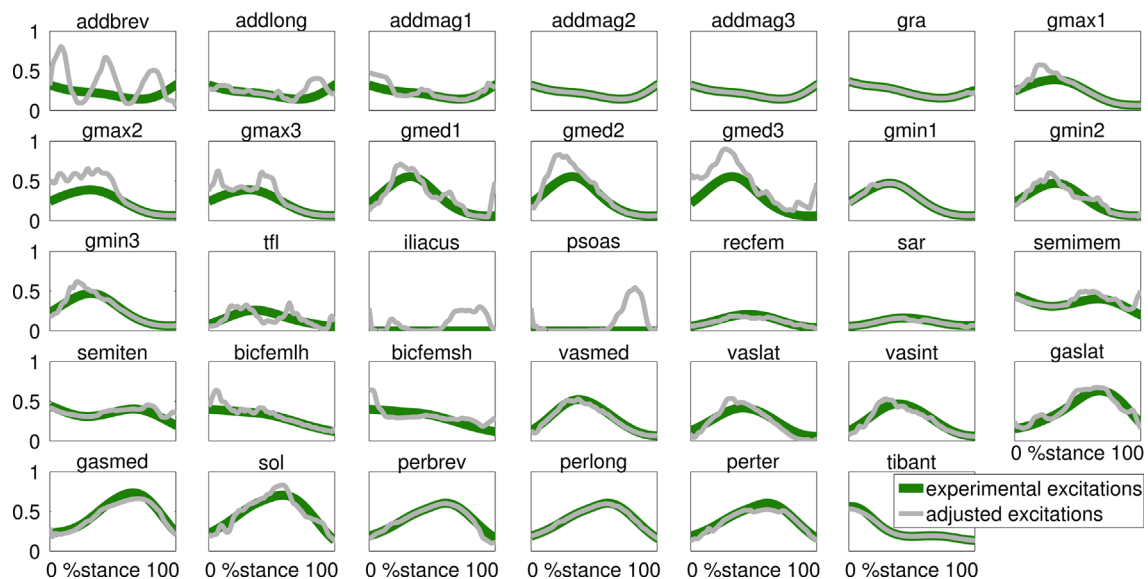 addbrev addlong addmag1 addmag2 addmag3 gra gmax1
1
0.5
0
gmax2 gmax3 gmed1 gmed2 gmed3 gmin1 gmin2
1
0.5
0
gmin3 tfl iliacus psoas recfem sar semimem
1
0.5
0
semiten bicfemlh bicfemsh vasmed vaslat vasint gaslat
1
0.5
0
0 %stance 100
gasmed sol perbrev perlong perter tibant
1
0.5
0
experimental excitations
adjusted excitations
0 %stance 100 0 %stance 100 0 %stance 100 0 %stance 100 0 %stance 100 0 %stance 100